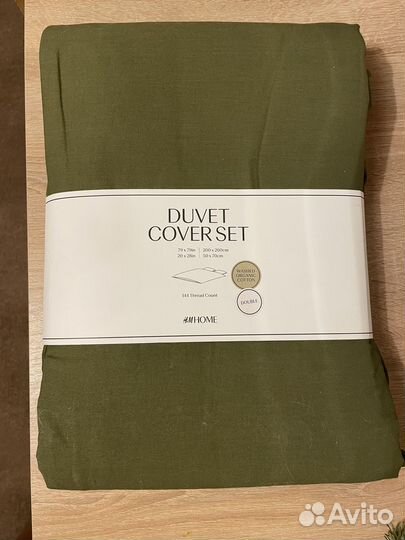 DUVET
COVER SET
79 x 79in | 200 x 200cm
20 x 28in | 50 x 70cm
WASHED
ORGANIC
COTTON
144 Thread Count
DOUBLE
H&M HOME
Avito